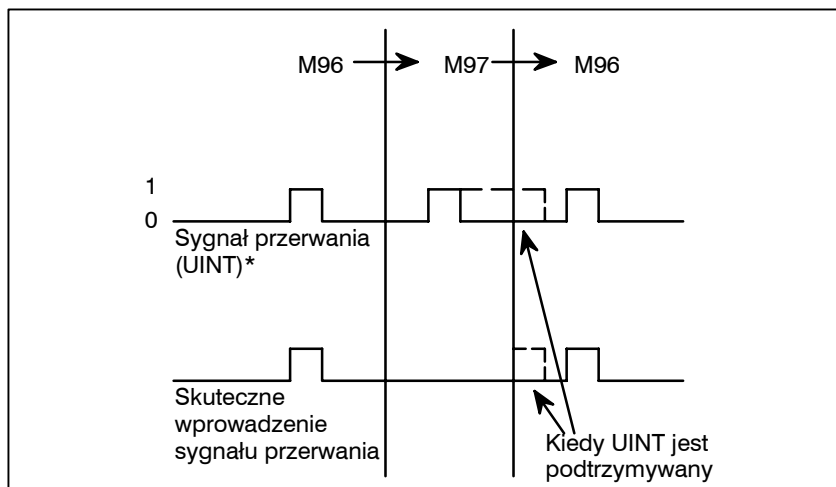 M96
M97
M96
1
0
Sygnał przerwania
(UINT)*
Skuteczne
wprowadzenie
sygnału przerwania
Kiedy UINT jest
podtrzymywany